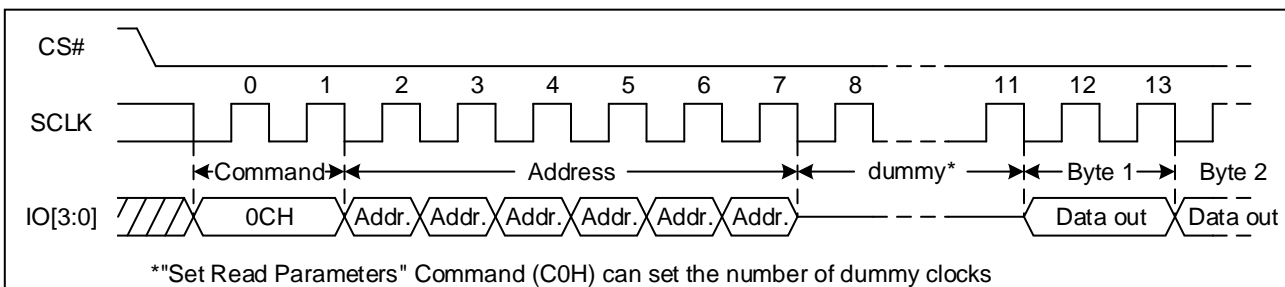 CS#
0 1 2 3 4 5 6 7 8 11 12 13
SCLK
Command Address dummy* Byte 1 Byte 2
IO[3:0] 0CH Addr. Addr. Addr. Addr. Addr. Addr. Data out Data out
*"Set Read Parameters" Command (C0H) can set the number of dummy clocks